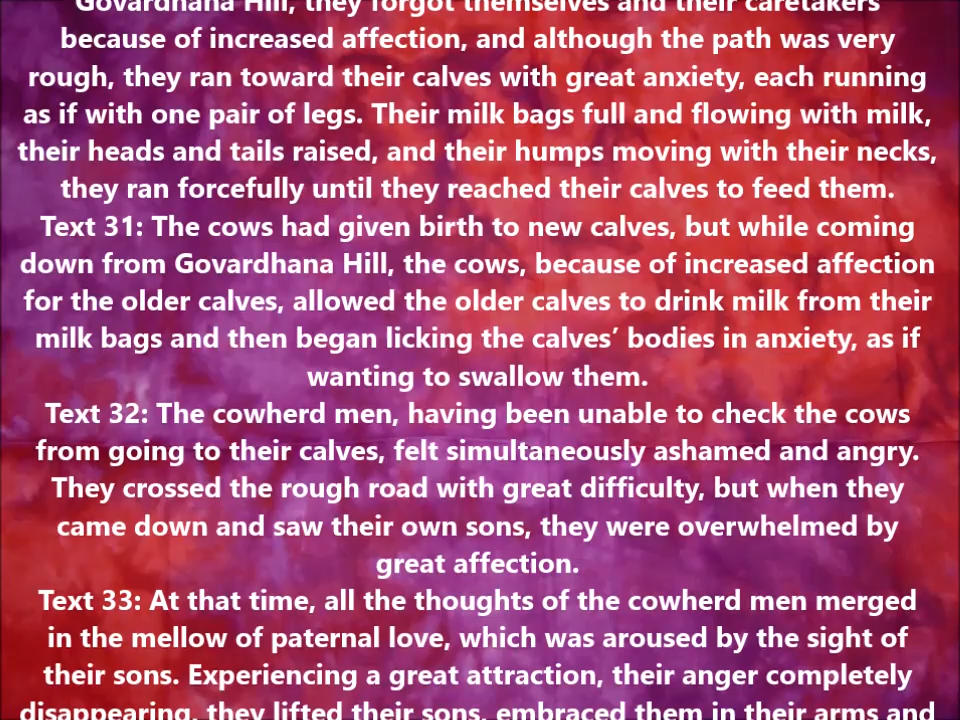 Govardhana Hill, they forgot themselves and their caretakers
because of increased affection, and although the path was very
rough, they ran toward their calves with great anxiety, each running
as if with one pair of legs. Their milk bags full and flowing with milk,
their heads and tails raised, and their humps moving with their necks,
they ran forcefully until they reached their calves to feed them.
Text 31: The cows had given birth to new calves, but while coming
down from Govardhana Hill, the cows, because of increased affection
for the older calves, allowed the older calves to drink milk from their
milk bags and then began licking the calves’ bodies in anxiety, as if
wanting to swallow them.
Text 32: The cowherd men, having been unable to check the cows
from going to their calves, felt simultaneously ashamed and angry.
They crossed the rough road with great difficulty, but when they
came down and saw their own sons, they were overwhelmed by
great affection.
Text 33: At that time, all the thoughts of the cowherd men merged
in the mellow of paternal love, which was aroused by the sight of
their sons. Experiencing a great attraction, their anger completely
disappearing, they lifted their sons, embraced them in their arms and